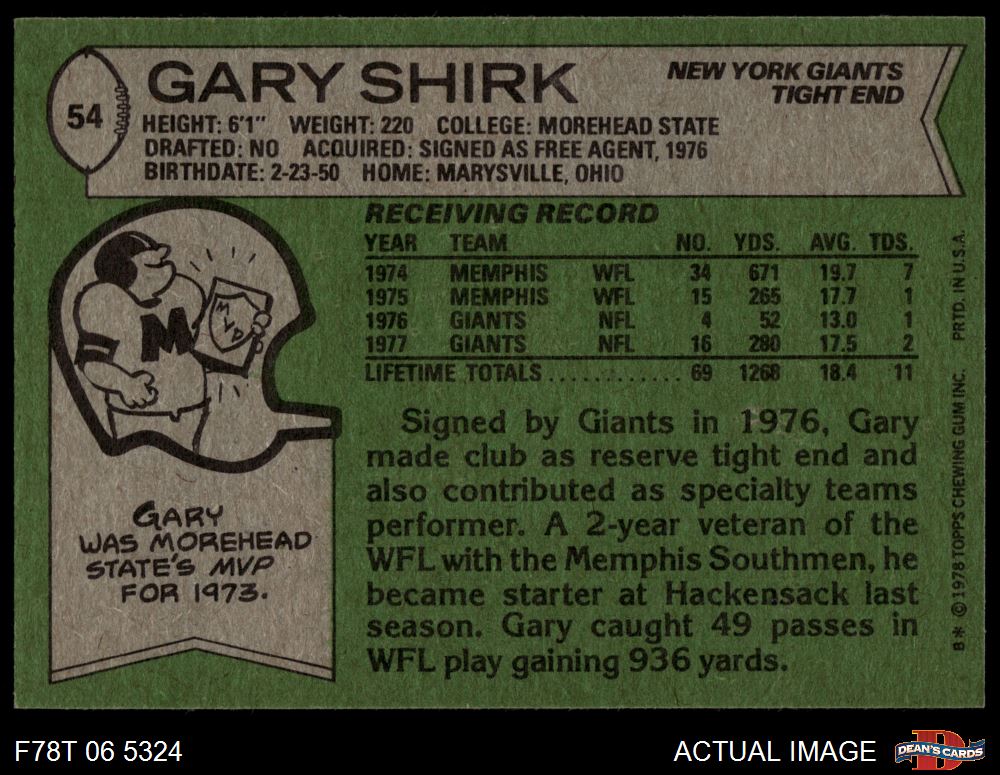 54
GARY SHIRK
NEW YORK GIANTS
TIGHT END
HEIGHT: 6'1" WEIGHT: 220 COLLEGE: MOREHEAD STATE
DRAFTED: NO ACQUIRED: SIGNED AS FREE AGENT, 1976
BIRTHDATE: 2-23-50 HOME: MARYSVILLE, OHIO
RECEIVING RECORD
YEAR TEAM NO. YDS. AVG. TDS.
1974 MEMPHIS WFL 34 671 19.7 7
1975 MEMPHIS WFL 15 265 17.7 1
1976 GIANTS NFL 4 52 13.0 1
1977 GIANTS NFL 16 280 17.5 2
LIFETIME TOTALS............ 69 1268 18.4 11
M
MVP
GARY
WAS MOREHEAD
STATE'S MVP
FOR 1973.
Signed by Giants in 1976, Gary
made club as reserve tight end and
also contributed as specialty teams
performer. A 2-year veteran of the
WFL with the Memphis Southmen, he
became starter at Hackensack last
season. Gary caught 49 passes in
WFL play gaining 936 yards.
8* © 1978 TOPPS CHEWING GUM INC. PRTD. IN U.S.A.
F78T 06 5324
ACTUAL IMAGE
D
DEAN'S CARDS